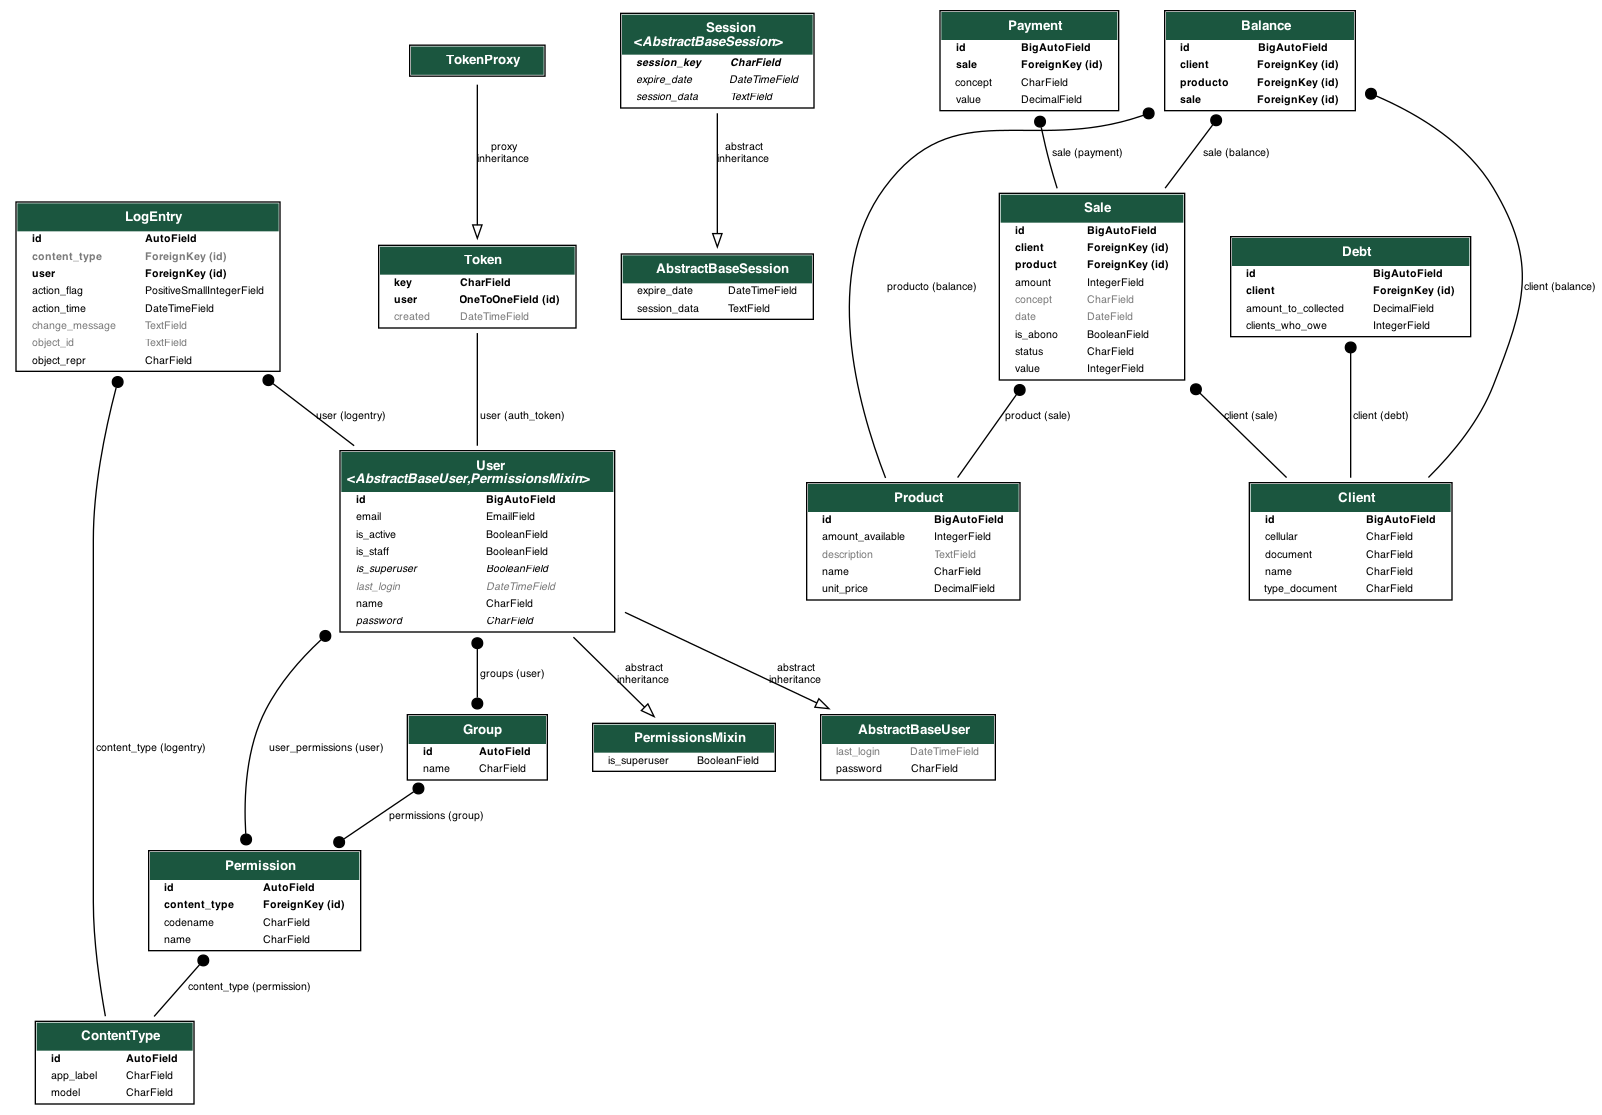 TokenProxy
proxy
inheritance
Session
<AbstractBaseSession>
session_key CharField
expire_date DateTimeField
session_data TextField
abstract
inheritance
Payment
id BigAutoField
sale ForeignKey (id)
concept CharField
value DecimalField
Balance
id BigAutoField
client ForeignKey (id)
producto ForeignKey (id)
sale ForeignKey (id)
sale (payment)
sale (balance)
LogEntry
id AutoField
content_type ForeignKey (id)
user ForeignKey (id)
action_flag PositiveSmallIntegerField
action_time DateTimeField
change_message TextField
object_id TextField
object_repr CharField
Token
key CharField
user OneToOneField (id)
created DateTimeField
AbstractBaseSession
expire_date DateTimeField
session_data TextField
producto (balance)
Sale
id BigAutoField
client ForeignKey (id)
product ForeignKey (id)
amount IntegerField
concept CharField
date DateField
is_abono BooleanField
status CharField
value IntegerField
Debt
id BigAutoField
client ForeignKey (id)
amount_to_collected DecimalField
clients_who_owe IntegerField
client (balance)
user (logentry)
user (auth_token)
product (sale)
client (sale)
client (debt)
User
<AbstractBaseUser,PermissionsMixin>
id BigAutoField
email EmailField
is_active BooleanField
is_staff BooleanField
is_superuser BooleanField
last_login DateTimeField
name CharField
password CharField
Product
id BigAutoField
amount_available IntegerField
description TextField
name CharField
unit_price DecimalField
Client
id BigAutoField
cellular CharField
document CharField
name CharField
type_document CharField
groups (user)
abstract
inheritance
abstract
inheritance
content_type (logentry)
user_permissions (user)
Group
id AutoField
name CharField
PermissionsMixin
is_superuser BooleanField
AbstractBaseUser
last_login DateTimeField
password CharField
permissions (group)
Permission
id AutoField
content_type ForeignKey (id)
codename CharField
name CharField
content_type (permission)
ContentType
id AutoField
app_label CharField
model CharField